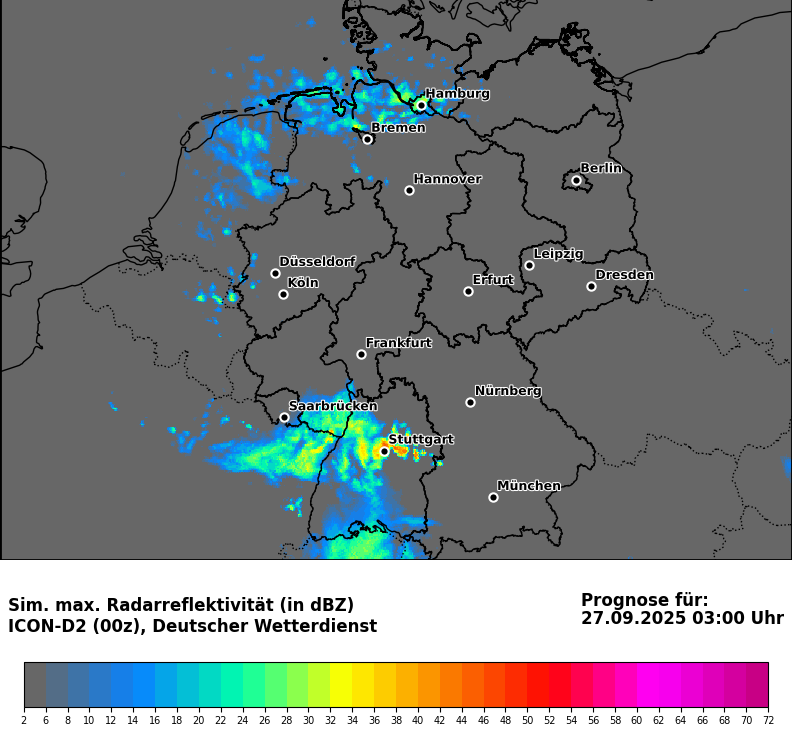 Hamburg
Bremen
Berlin
Hannover
Leipzig
Düsseldorf
Dresden
Köln
Erfurt
Frankfurt
Nürnberg
Saarbrücken
Stuttgart
München
Sim. max. Radarreflektivität (in dBZ)
ICON-D2 (00z), Deutscher Wetterdienst
Prognose für:
27.09.2025 03:00 Uhr
2 6 8 10 12 14 16 18 20 22 24 26 28 30 32 34 36 38 40 42 44 46 48 50 52 54 56 58 60 62 64 66 68 70 72